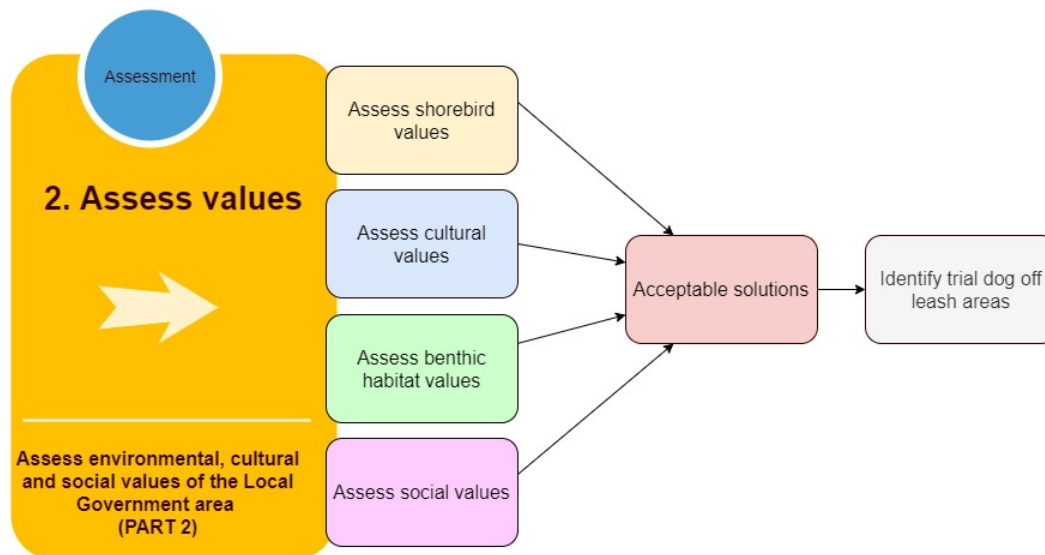 Assessment
2. Assess values
Assess environmental, cultural
and social values of the Local
Government area
(PART 2)
Assess shorebird
values
Assess cultural
values
Assess benthic
habitat values
Assess social values
Acceptable solutions
Identify trial dog off
leash areas